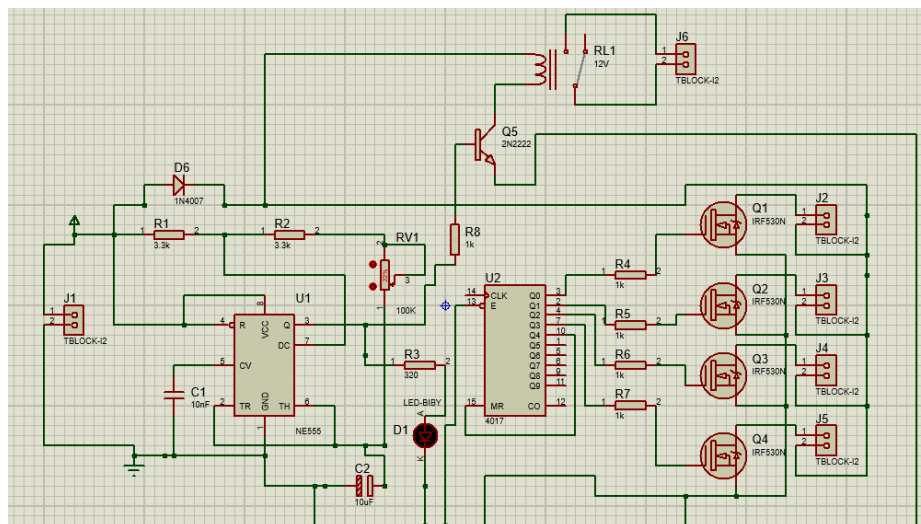 J6
RL1
12V
1
2
TBLOCK-I2
Q5
2N2222
D6
1N4007
R1
1 2
3.3k
R2
1 2
3.3k
RV1
2
3
1
100K
R8
1k
Q1
IRF530N
J2
1
2
TBLOCK-I2
J1
1
2
TBLOCK-I2
U1
8
VCC
4 R
Q 3
DC 7
5 CV
2 TR
GND
TH 6
1
NE555
C1
10nF
R3
1 2
320
LED-BIBY
D1
A
K
C2
10uF
U2
14 CLK
13 E
Q0 3
Q1 2
Q2 4
Q3 7
Q4 10
Q5 1
Q6 5
Q7 6
Q8 9
Q9 11
15 MR
CO 12
4017
R4
1 2
1k
R5
1 2
1k
R6
1 2
1k
R7
1 2
1k
Q2
IRF530N
J3
1
2
TBLOCK-I2
Q3
IRF530N
J4
1
2
TBLOCK-I2
Q4
IRF530N
J5
1
2
TBLOCK-I2